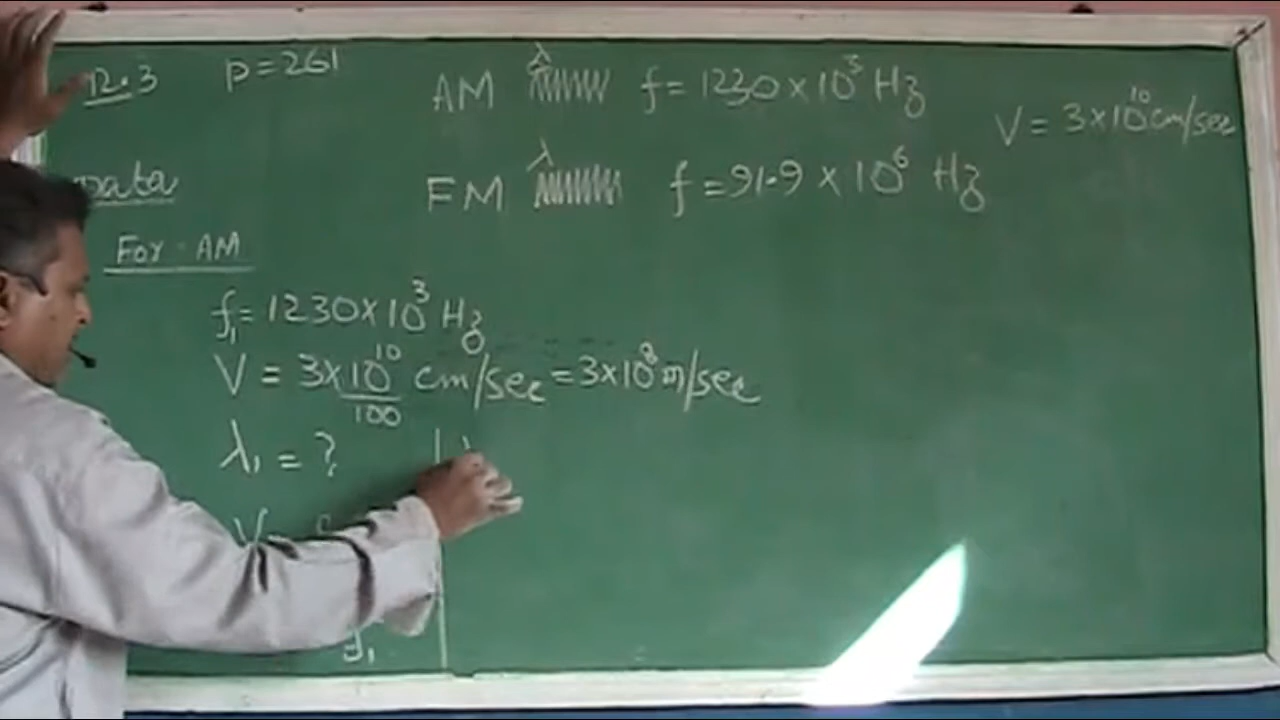 12.3 P=261
AM λ f = 1230 × 10³ Hz
V = 3×10¹⁰ cm/sec
FM λ f = 91.9 × 10⁶ Hz
Data
For AM
f₁ = 1230×10³ Hz
V = 3×10¹⁰/100 cm/sec = 3×10⁸ m/sec
λ₁ = ?
V
f₁